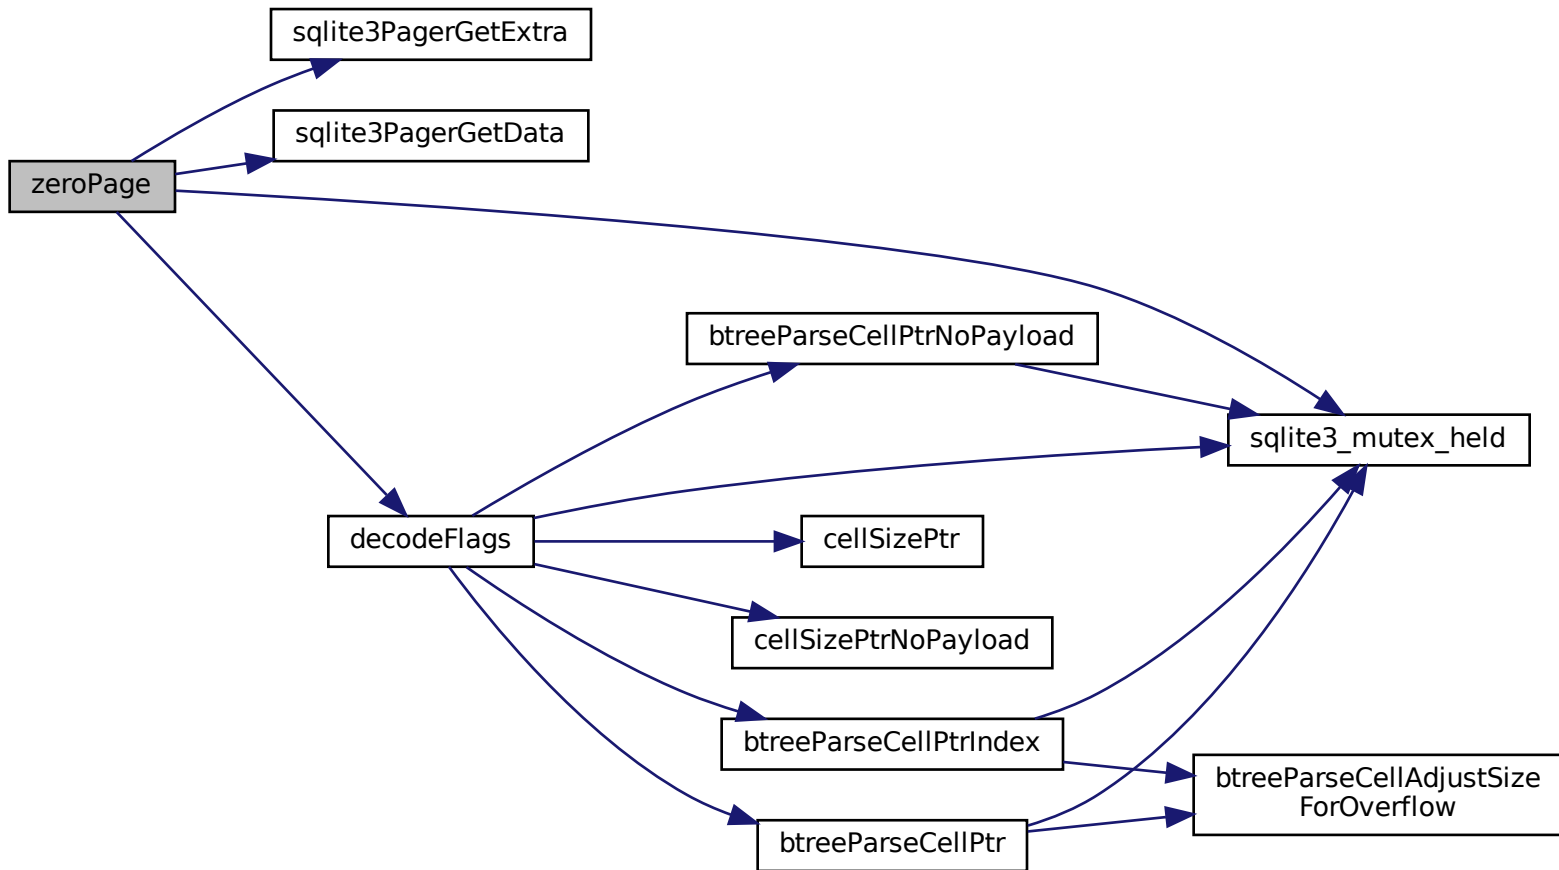 sqlite3PagerGetExtra
sqlite3PagerGetData
zeroPage
btreeParseCellPtrNoPayload
sqlite3_mutex_held
decodeFlags
cellSizePtr
cellSizePtrNoPayload
btreeParseCellPtrIndex
btreeParseCellAdjustSize
ForOverflow
btreeParseCellPtr